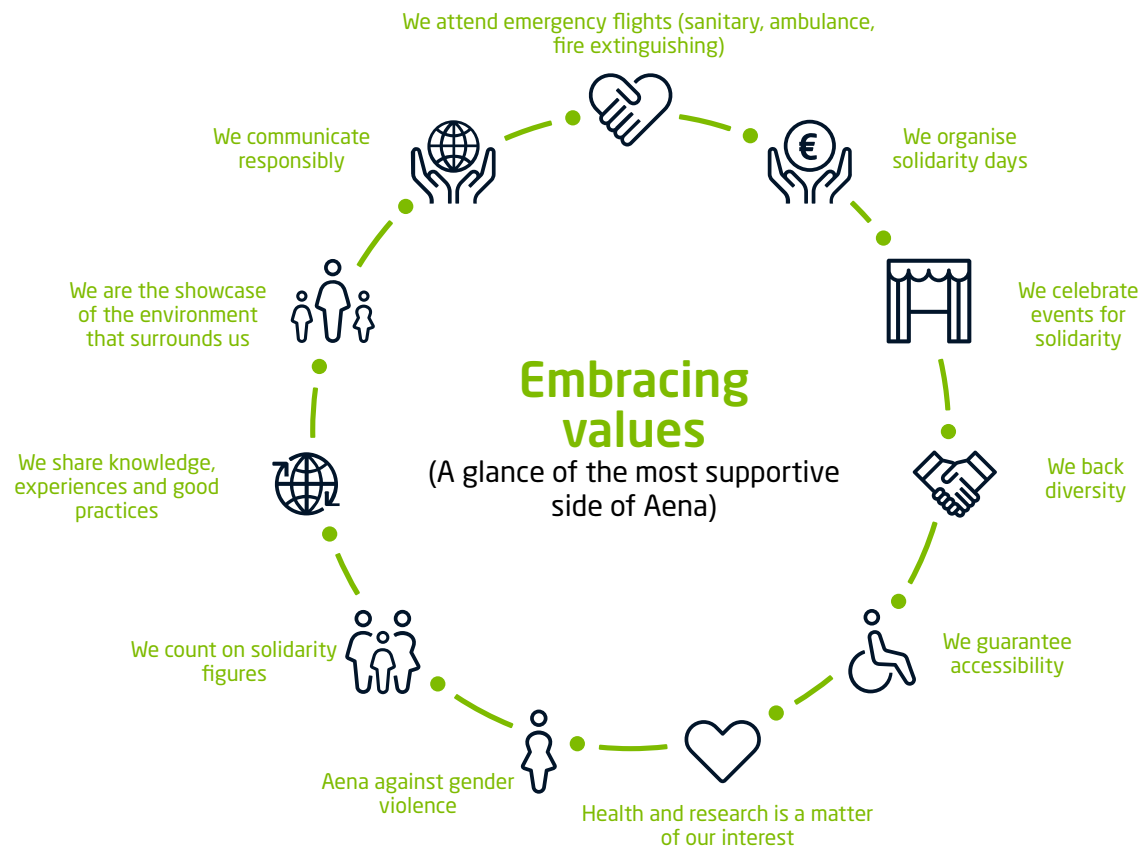 We attend emergency flights (sanitary, ambulance,
fire extinguishing)
We communicate
responsibly
€
We organise
solidarity days
We are the showcase
of the environment
that surrounds us
We celebrate
events for
solidarity
Embracing
values
(A glance of the most supportive
side of Aena)
We share knowledge,
experiences and good
practices
We back
diversity
We count on solidarity
figures
We guarantee
accessibility
Aena against gender
violence
Health and research is a matter
of our interest